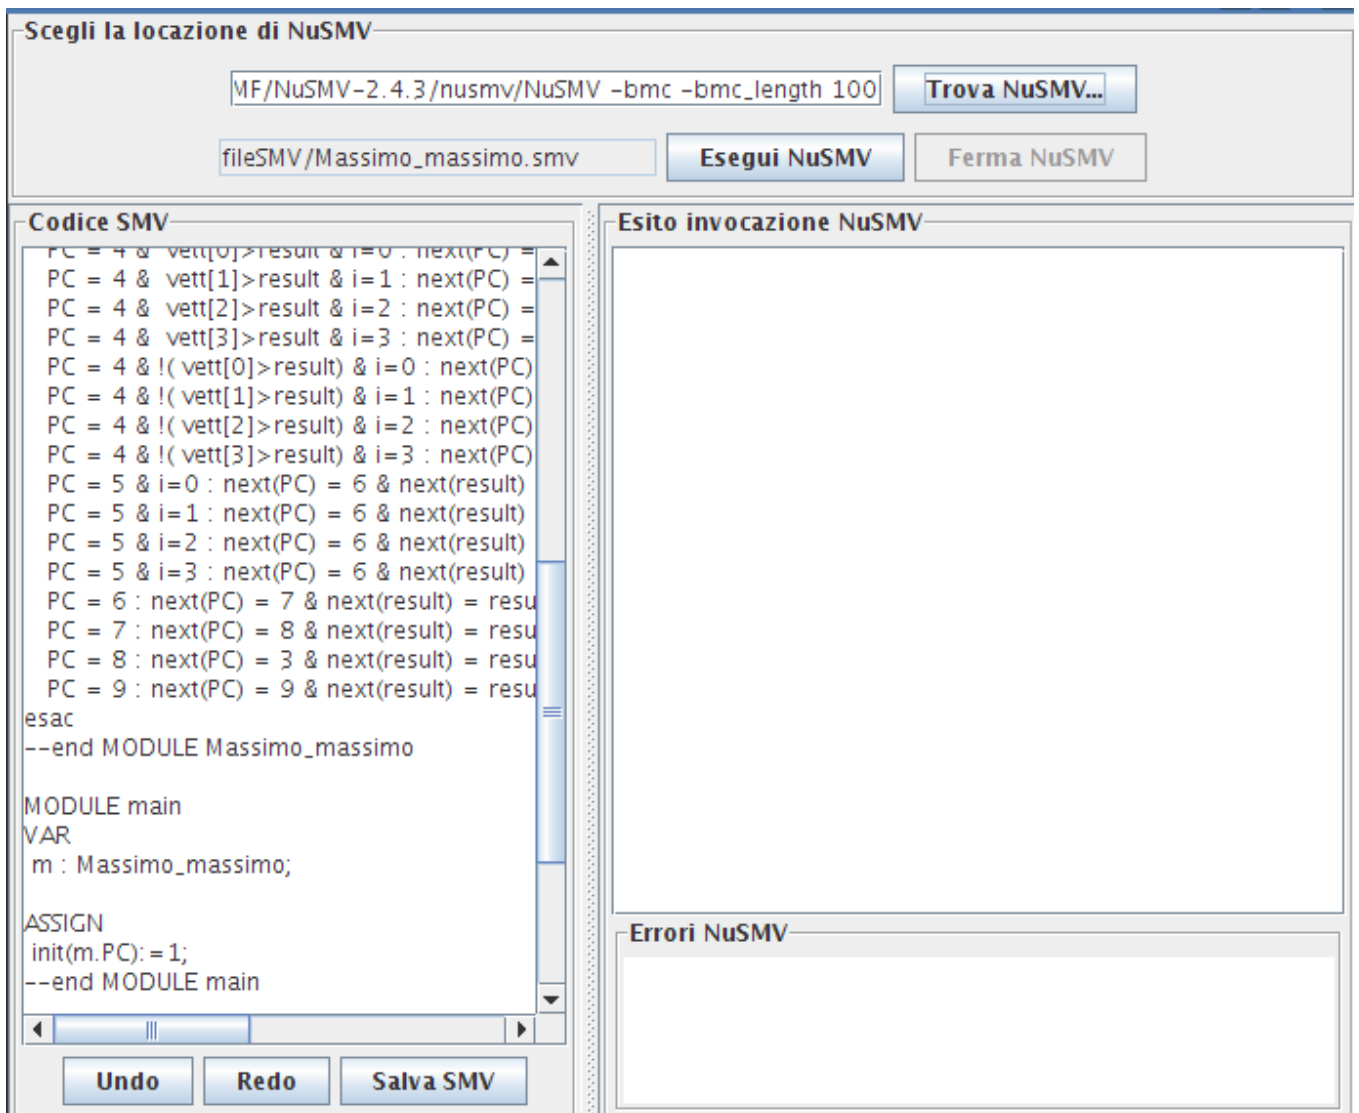 Scegli la locazione di NuSMV
MF/NuSMV-2.4.3/nusmv/NuSMV -bmc -bmc_length 100
Trova NuSMV...
fileSMV/Massimo_massimo.smv
Esegui NuSMV
Ferma NuSMV
Codice SMV
PC = 4 & vett[0]>result & i=0 : next(PC) =
PC = 4 & vett[1]>result & i=1 : next(PC) =
PC = 4 & vett[2]>result & i=2 : next(PC) =
PC = 4 & vett[3]>result & i=3 : next(PC) =
PC = 4 & !( vett[0]>result) & i=0 : next(PC)
PC = 4 & !( vett[1]>result) & i=1 : next(PC)
PC = 4 & !( vett[2]>result) & i=2 : next(PC)
PC = 4 & !( vett[3]>result) & i=3 : next(PC)
PC = 5 & i=0 : next(PC) = 6 & next(result)
PC = 5 & i=1 : next(PC) = 6 & next(result)
PC = 5 & i=2 : next(PC) = 6 & next(result)
PC = 5 & i=3 : next(PC) = 6 & next(result)
PC = 6 : next(PC) = 7 & next(result) = resu
PC = 7 : next(PC) = 8 & next(result) = resu
PC = 8 : next(PC) = 3 & next(result) = resu
PC = 9 : next(PC) = 9 & next(result) = resu
esac
--end MODULE Massimo_massimo
MODULE main
VAR
m : Massimo_massimo;
ASSIGN
init(m.PC):=1;
--end MODULE main
Undo
Redo
Salva SMV
Esito invocazione NuSMV
Errori NuSMV